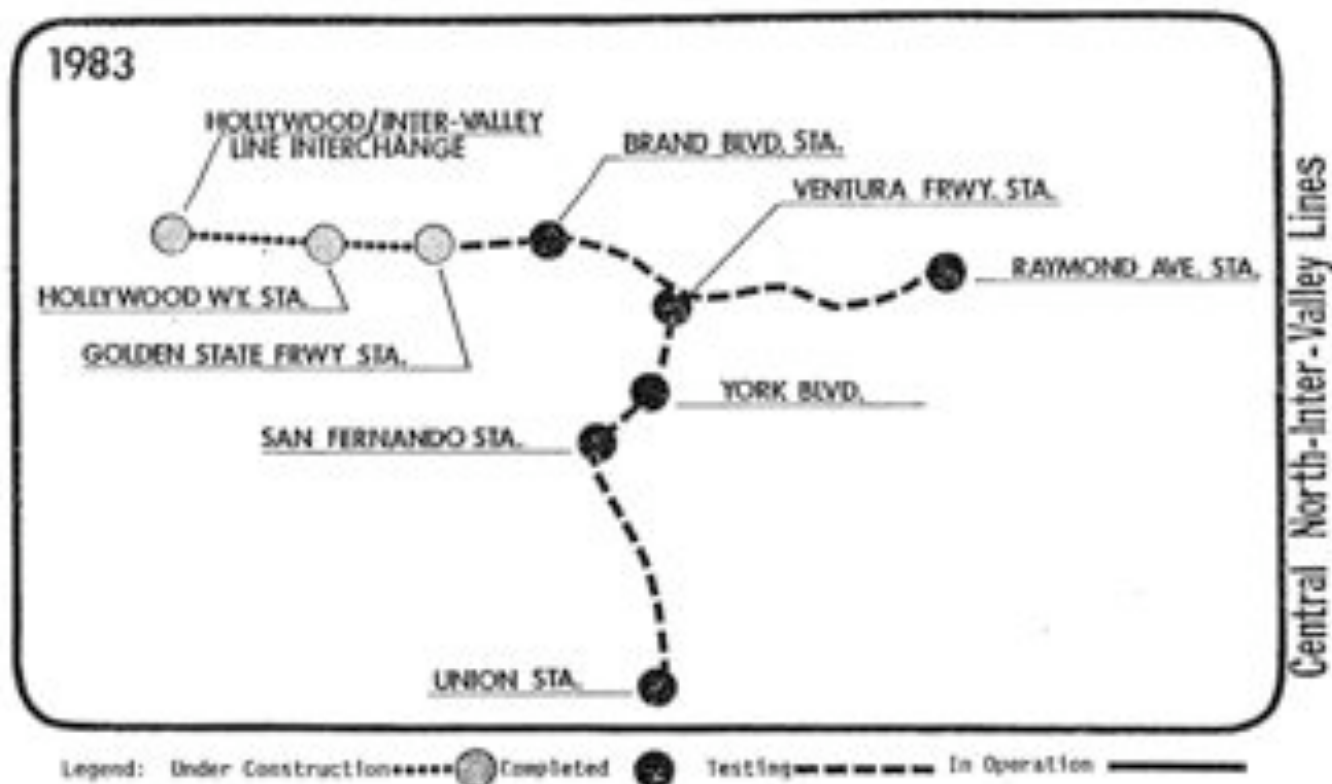 1983
HOLLYWOOD/INTER-VALLEY
LINE INTERCHANGE
BRAND BLVD. STA.
VENTURA FRWY. STA.
RAYMOND AVE. STA.
HOLLYWOOD WY. STA.
GOLDEN STATE FRWY STA.
YORK BLVD.
SAN FERNANDO STA.
UNION STA.
Central North-Inter-Valley Lines
Legend: Under Construction Completed Testing In Operation